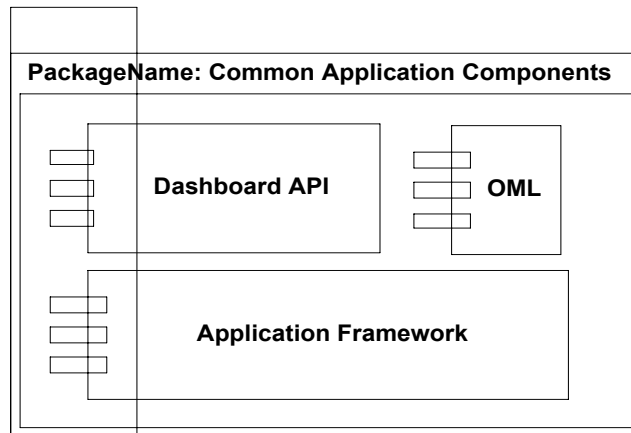 PackageName: Common Application Components
Dashboard API
OML
Application Framework